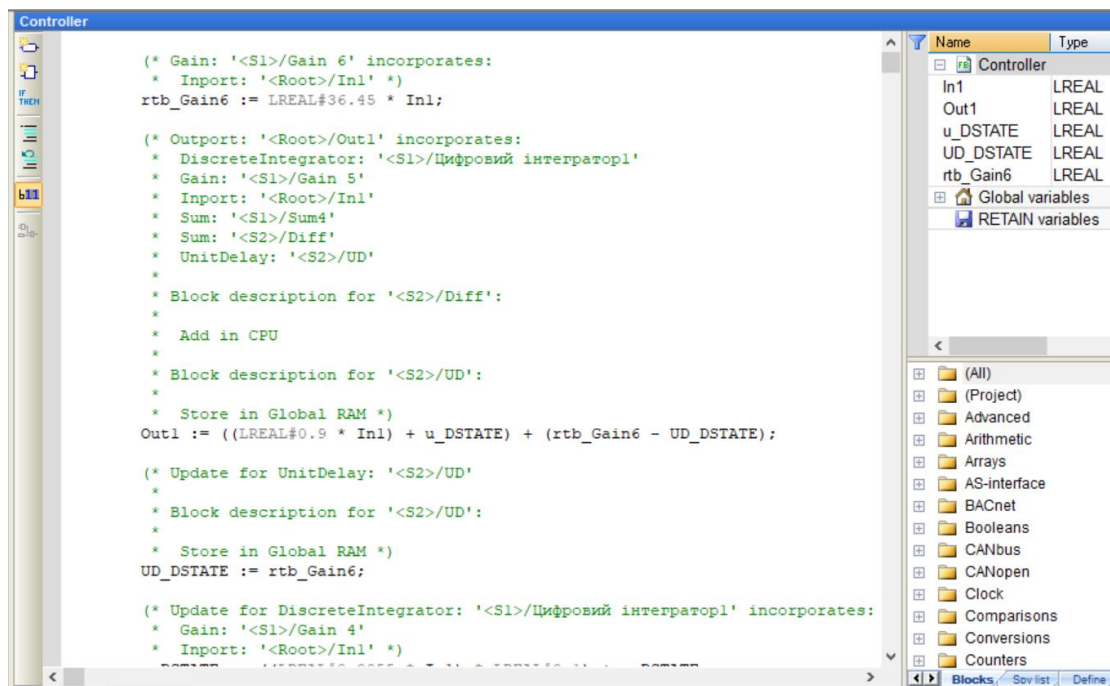 Controller
IF
THEN
(* Gain: '<S1>/Gain 6' incorporates:
*  Inport: '<Root>/In1' *)
rtb_Gain6 := LREAL#36.45 * In1;
(* Outport: '<Root>/Out1' incorporates:
*  DiscreteIntegrator: '<S1>/Цифровий інтегратор1'
*  Gain: '<S1>/Gain 5'
*  Inport: '<Root>/In1'
*  Sum: '<S1>/Sum4'
*  Sum: '<S2>/Diff'
*  UnitDelay: '<S2>/UD'
*
* Block description for '<S2>/Diff':
*
*  Add in CPU
*
* Block description for '<S2>/UD':
*
*  Store in Global RAM *)
Out1 := ((LREAL#0.9 * In1) + u_DSTATE) + (rtb_Gain6 - UD_DSTATE);
(* Update for UnitDelay: '<S2>/UD'
*
* Block description for '<S2>/UD':
*
*  Store in Global RAM *)
UD_DSTATE := rtb_Gain6;
(* Update for DiscreteIntegrator: '<S1>/Цифровий інтегратор1' incorporates:
*  Gain: '<S1>/Gain 4'
*  Inport: '<Root>/In1' *)
Name Type
FB Controller
In1 LREAL
Out1 LREAL
u_DSTATE LREAL
UD_DSTATE LREAL
rtb_Gain6 LREAL
Global variables
RETAIN variables
(All)
(Project)
Advanced
Arithmetic
Arrays
AS-interface
BACnet
Booleans
CANbus
CANopen
Clock
Comparisons
Conversions
Counters
Blocks Spy list Define